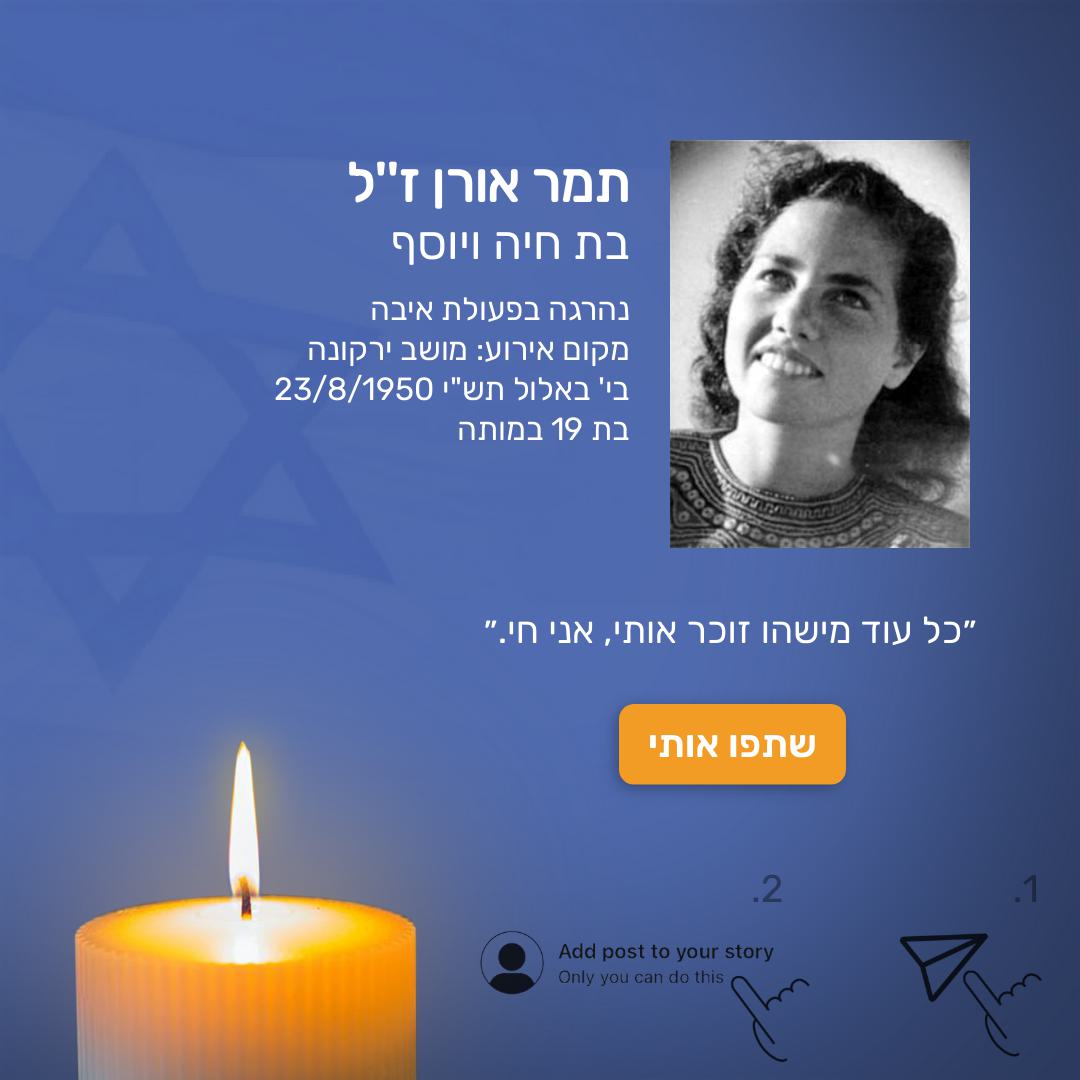 תמר אורן ז"ל
בת חיה ויוסף
נהרגה בפעולת איבה
מקום אירוע: מושב ירקונה
בי' באלול תש"י 23/8/1950
בת 19 במותה
״כל עוד מישהו זוכר אותי, אני חי.״
שתפו אותי
.1
.2
Add post to your story
Only you can do this